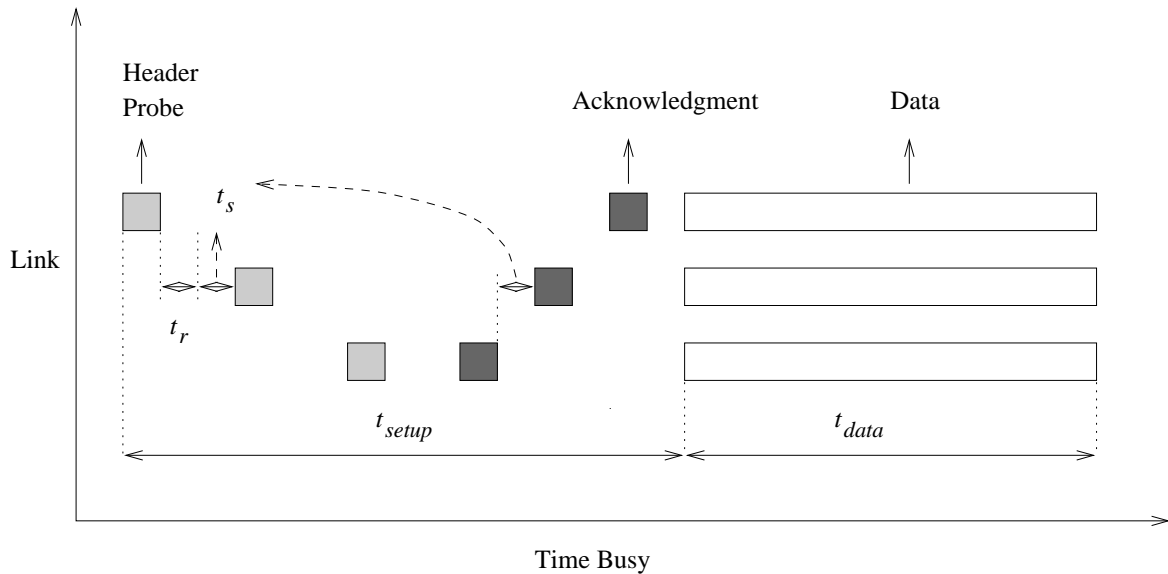 Header
Probe
Acknowledgment
Data
t_s
Link
t_r
t_setup
t_data
Time Busy